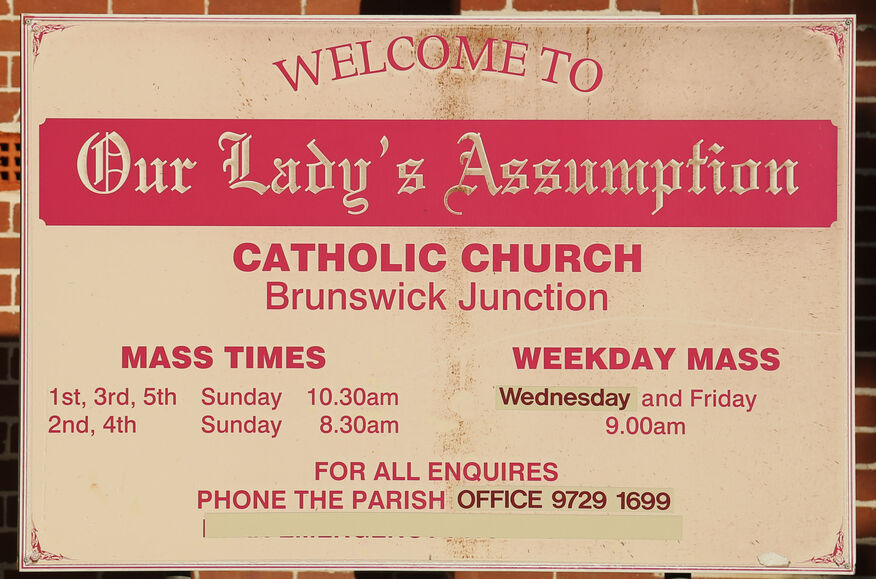 WELCOME TO
Our Lady's Assumption
CATHOLIC CHURCH
Brunswick Junction
MASS TIMES
1st, 3rd, 5th Sunday 10.30am
2nd, 4th Sunday 8.30am
WEEKDAY MASS
Wednesday and Friday
9.00am
FOR ALL ENQUIRES
PHONE THE PARISH OFFICE 9729 1699